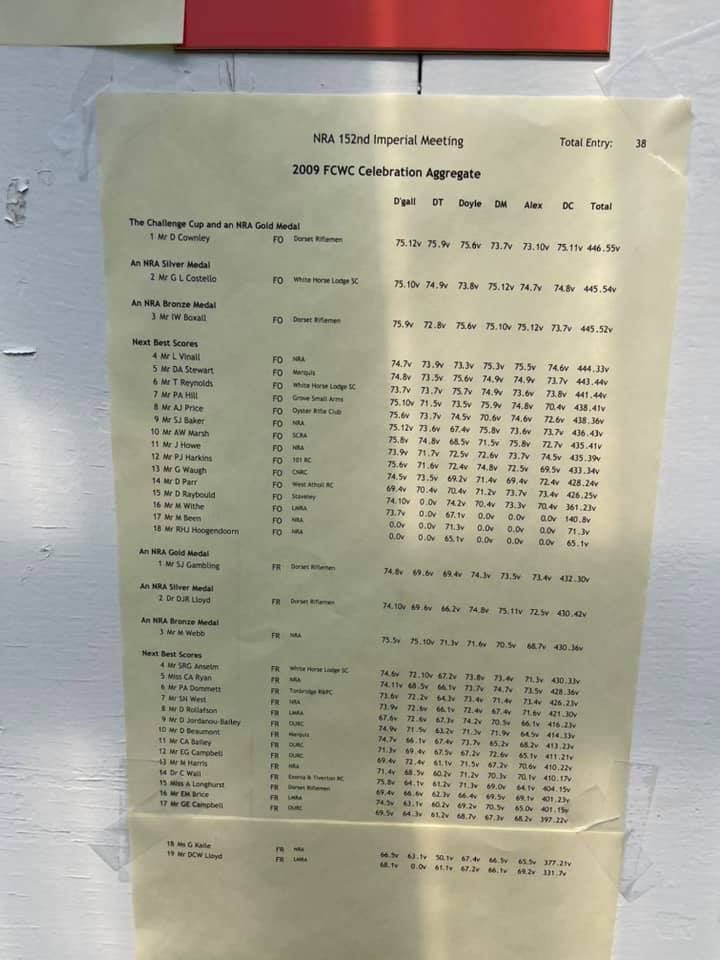 NRA 152nd Imperial Meeting Total Entry: 38
2009 FCWC Celebration Aggregate
D'gall DT Doyle DM Alex DC Total
The Challenge Cup and an NRA Gold Medal
1 Mr D Cownley FO Dorset Riflemen 75.12v 75.9v 75.6v 73.7v 73.10v 75.11v 446.55v
An NRA Silver Medal
2 Mr G L Costello FO White Horse Lodge SC 75.10v 74.9v 73.8v 75.12v 74.7v 74.8v 445.54v
An NRA Bronze Medal
3 Mr IW Boxall FO Dorset Riflemen 75.9v 72.8v 75.6v 75.10v 75.12v 73.7v 445.52v
Next Best Scores
4 Mr L Vinall FO NRA 74.7v 73.9v 73.3v 75.3v 75.5v 74.6v 444.33v
5 Mr DA Stewart FO Marquis 74.8v 73.5v 75.6v 74.9v 74.9v 73.7v 443.44v
6 Mr T Reynolds FO White Horse Lodge SC 73.7v 73.7v 75.7v 74.9v 73.6v 73.8v 441.44v
7 Mr PA Hill FO Grove Small Arms 75.10v 71.5v 73.5v 75.9v 74.8v 70.4v 438.41v
8 Mr AJ Price FO Oyster Rifle Club 75.6v 73.7v 74.5v 70.6v 74.6v 72.6v 438.36v
9 Mr SJ Baker FO NRA 75.12v 73.6v 67.4v 75.8v 73.6v 73.7v 436.43v
10 Mr AW Marsh FO SCRA 75.8v 74.8v 68.5v 71.5v 75.8v 72.7v 435.41v
11 Mr J Howe FO NRA 73.9v 71.7v 72.5v 72.6v 73.7v 74.5v 435.39v
12 Mr PJ Harkins FO 101 RC 75.6v 71.6v 72.4v 74.8v 72.5v 69.5v 433.34v
13 Mr G Waugh FO CNRC 74.5v 73.5v 69.2v 71.4v 69.4v 72.4v 428.24v
14 Mr D Parr FO West Atholl RC 69.4v 70.4v 70.4v 71.2v 73.7v 73.4v 426.25v
15 Mr D Raybould FO Staveley 74.10v 0.0v 74.2v 70.4v 73.3v 70.4v 361.23v
16 Mr M Withe FO LMRA 73.7v 0.0v 67.1v 0.0v 0.0v 0.0v 140.8v
17 Mr M Been FO NRA 0.0v 0.0v 71.3v 0.0v 0.0v 0.0v 71.3v
18 Mr RHJ Hoogendoorn FO NRA 0.0v 0.0v 65.1v 0.0v 0.0v 0.0v 65.1v
An NRA Gold Medal
1 Mr SJ Gambling FR Dorset Riflemen 74.8v 69.6v 69.4v 74.3v 73.5v 73.4v 432.30v
An NRA Silver Medal
2 Dr DJR Lloyd FR Dorset Riflemen 74.10v 69.6v 66.2v 74.8v 75.11v 72.5v 430.42v
An NRA Bronze Medal
3 Mr M Webb FR NRA 75.5v 75.10v 71.3v 71.6v 70.5v 68.7v 430.36v
Next Best Scores
4 Mr SRG Anselm FR White Horse Lodge SC 74.6v 72.10v 67.2v 73.8v 73.4v 71.3v 430.33v
5 Miss CA Ryan FR NRA 74.11v 68.5v 66.1v 73.7v 74.7v 73.5v 428.36v
6 Mr PA Dommett FR Tonbridge R&PC 73.6v 72.2v 64.3v 73.4v 71.4v 73.4v 426.23v
7 Mr SN West FR NRA 73.9v 72.6v 66.1v 72.4v 67.4v 71.6v 421.30v
8 Mr D Rollafson FR LMRA 67.6v 72.6v 67.3v 74.2v 70.5v 66.1v 416.23v
9 Mr D Jordanou-Bailey FR OURC 74.9v 71.5v 63.2v 71.3v 71.9v 64.5v 414.33v
10 Mr D Beaumont FR Marquis 74.7v 66.1v 67.4v 73.7v 65.2v 68.2v 413.23v
11 Mr CA Bailey FR OURC 71.3v 69.4v 67.5v 67.2v 72.6v 65.1v 411.21v
12 Mr EG Campbell FR OURC 69.4v 72.4v 61.1v 71.5v 67.2v 70.6v 410.22v
13 Mr M Harris FR NRA 71.4v 68.5v 60.2v 71.2v 70.3v 70.1v 410.17v
14 Dr C Wall FR Exonia & Tiverton RC 75.8v 64.1v 61.2v 71.3v 69.0v 64.1v 404.15v
15 Miss A Longhurst FR Dorset Riflemen 69.4v 66.6v 62.3v 66.4v 69.5v 69.1v 401.23v
16 Mr EM Brice FR LMRA 74.5v 63.1v 60.2v 69.2v 70.5v 65.0v 401.15v
17 Mr GE Campbell FR OURC 69.5v 64.3v 61.2v 68.7v 67.3v 68.2v 397.22v
18 Ms G Kaile FR NRA 66.5v 63.1v 50.1v 67.4v 66.5v 65.5v 377.21v
19 Mr DCW Lloyd FR LMRA 68.1v 0.0v 61.1v 67.2v 66.1v 69.2v 331.7v